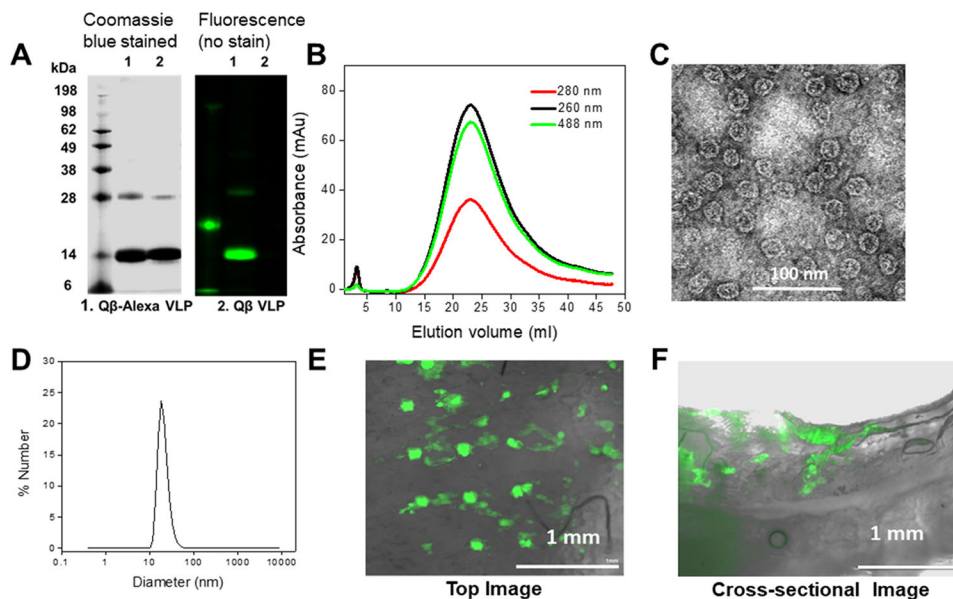 Coomassie
blue stained
1 2
Fluorescence
(no stain)
1 2
A
kDa
198
98
62
49
38
28
14
6
1. Qβ-Alexa VLP
2. Qβ VLP
B
Absorbance (mAu)
80
60
40
20
0
280 nm
260 nm
488 nm
0 5 10 15 20 25 30 35 40 45 50
Elution volume (ml)
C
100 nm
D
% Number
30
25
20
15
10
5
0
0.1 1 10 100 1000 10000
Diameter (nm)
E
1 mm
1mm
Top Image
F
1 mm
Cross-sectional Image